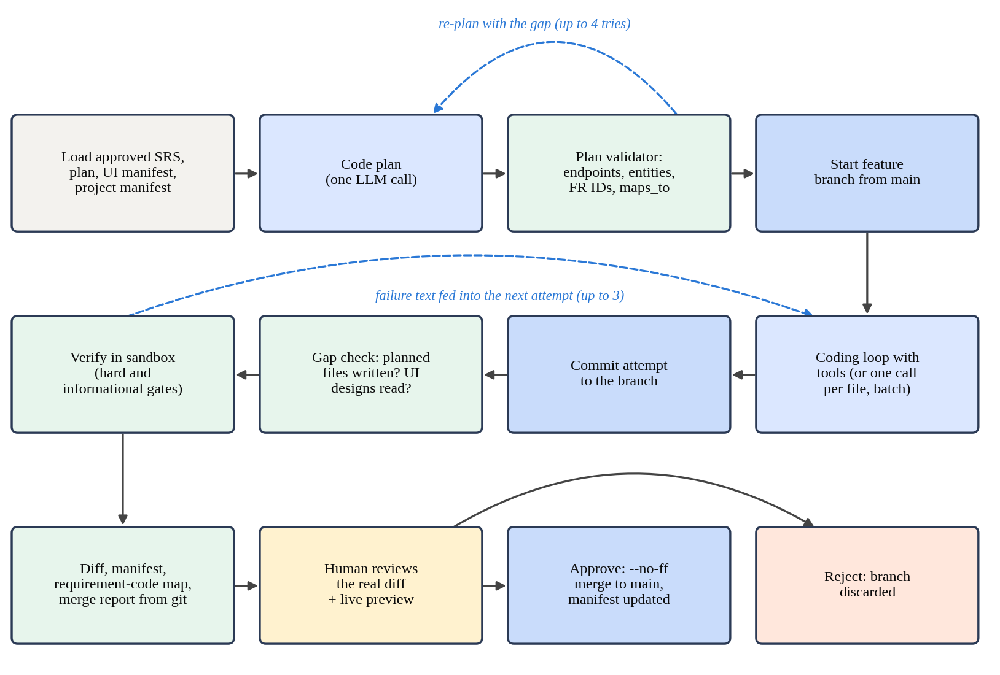 re-plan with the gap (up to 4 tries)
Load approved SRS,
plan, UI manifest,
project manifest
Code plan
(one LLM call)
Plan validator:
endpoints, entities,
FR IDs, maps_to
Start feature
branch from main
failure text fed into the next attempt (up to 3)
Verify in sandbox
(hard and
informational gates)
Gap check: planned
files written? UI
designs read?
Commit attempt
to the branch
Coding loop with
tools (or one call
per file, batch)
Diff, manifest,
requirement-code map,
merge report from git
Human reviews
the real diff
+ live preview
Approve: --no-ff
merge to main,
manifest updated
Reject: branch
discarded